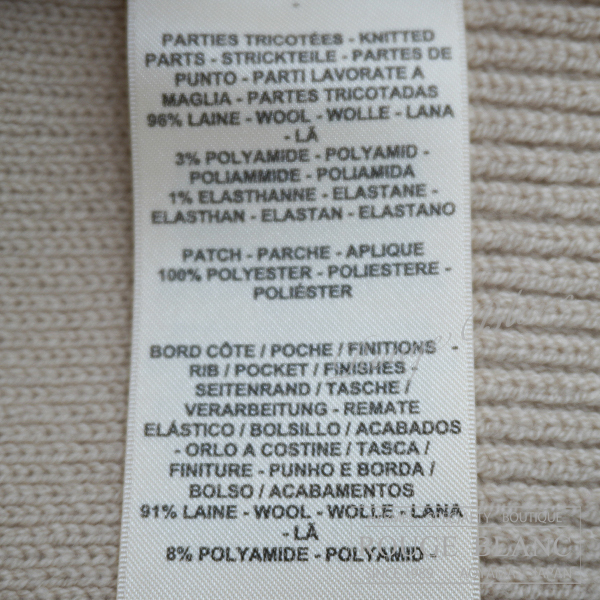 PARTIES TRICOTÉES - KNITTED
PARTS - STRICKTEILE - PARTES DE
PUNTO - PARTI LAVORATE A
MAGLIA - PARTES TRICOTADAS
96% LAINE - WOOL - WOLLE - LANA
- LÃ
3% POLYAMIDE - POLYAMID -
POLIAMMIDE - POLIAMIDA
1% ELASTHANNE - ELASTANE -
ELASTHAN - ELASTAN - ELASTANO
PATCH - PARCHE - APLIQUE
100% POLYESTER - POLIESTERE -
POLIÉSTER
BORD CÔTE / POCHE / FINITIONS -
RIB / POCKET / FINISHES -
SEITENRAND / TASCHE /
VERARBEITUNG - REMATE
ELÁSTICO / BOLSILLO / ACABADOS
- ORLO A COSTINE / TASCA /
FINITURE - PUNHO E BORDA /
BOLSO / ACABAMENTOS
91% LAINE - WOOL - WOLLE - LANA
- LÃ
8% POLYAMIDE - POLYAMID -
BOUTIQUE
ROUGE BLANC